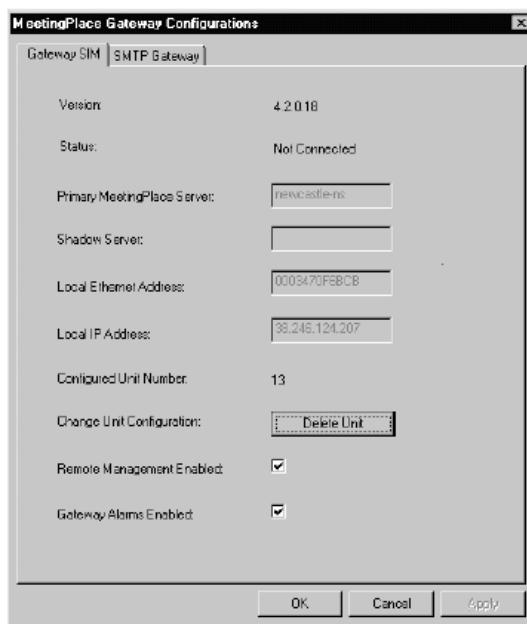 MeetingPlace Gateway Configurations
Gateway SIM SMTP Gateway
Version: 4.2.0.18
Status: Not Connected
Primary MeetingPlace Server: newcastle-ns
Shadow Server:
Local Ethernet Address: 0003470F6BCB
Local IP Address: 38.246.124.207
Configured Unit Number: 13
Change Unit Configuration: Delete Unit
Remote Management Enabled:
Gateway Alarms Enabled:
OK Cancel Apply